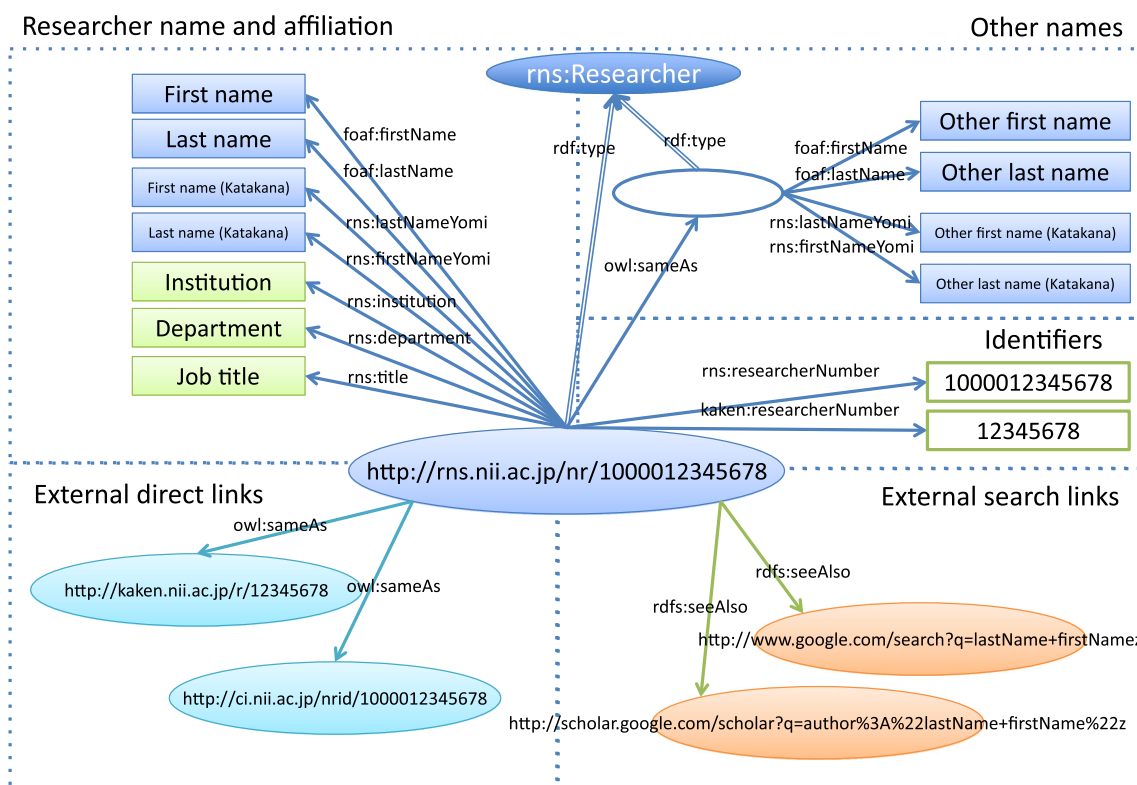 Researcher name and affiliation
Other names
rns:Researcher
First name
Last name
First name (Katakana)
Last name (Katakana)
Institution
Department
Job title
foaf:firstName
foaf:lastName
rns:lastNameYomi
rns:firstNameYomi
rns:institution
rns:department
rns:title
rdf:type
rdf:type
owl:sameAs
foaf:firstName
foaf:lastName
rns:lastNameYomi
rns:firstNameYomi
Other first name
Other last name
Other first name (Katakana)
Other last name (Katakana)
Identifiers
rns:researcherNumber
1000012345678
kaken:researcherNumber
12345678
http://rns.nii.ac.jp/nr/1000012345678
External direct links
owl:sameAs
http://kaken.nii.ac.jp/r/12345678
owl:sameAs
http://ci.nii.ac.jp/nrid/1000012345678
External search links
rdfs:seeAlso
rdfs:seeAlso
http://www.google.com/search?q=lastName+firstNamez
http://scholar.google.com/scholar?q=author%3A%22lastName+firstName%22z